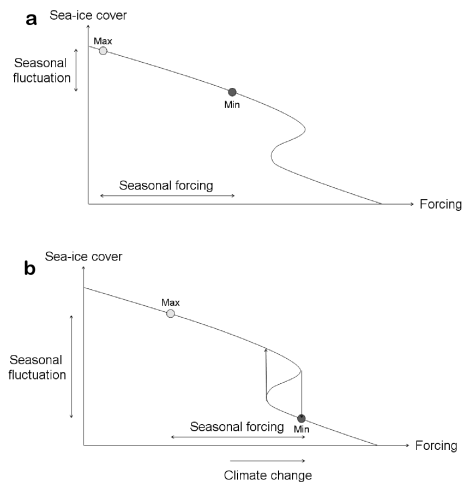 a
Sea-ice cover
Max
Seasonal
fluctuation
Min
Seasonal forcing
Forcing
b
Sea-ice cover
Max
Seasonal
fluctuation
Seasonal forcing
Min
Forcing
Climate change